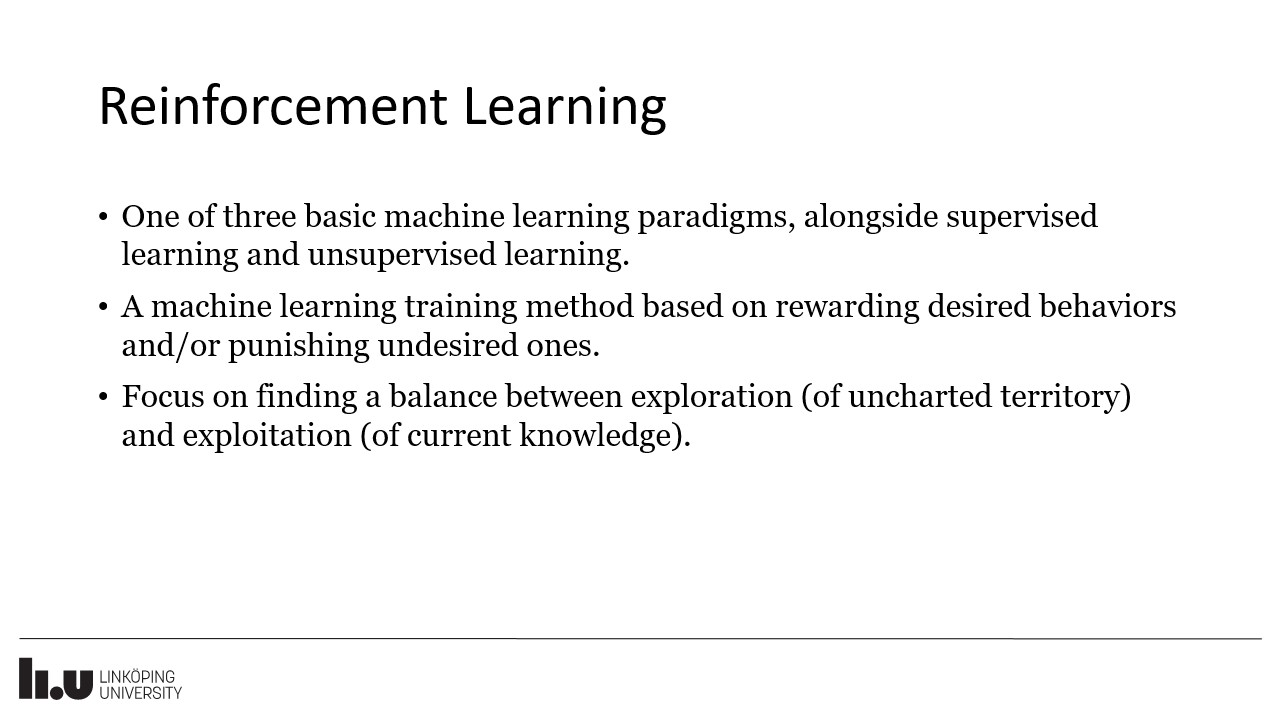 Reinforcement Learning
• One of three basic machine learning paradigms, alongside supervised
learning and unsupervised learning.
• A machine learning training method based on rewarding desired behaviors
and/or punishing undesired ones.
• Focus on finding a balance between exploration (of uncharted territory)
and exploitation (of current knowledge).
li.u LINKÖPING
UNIVERSITY